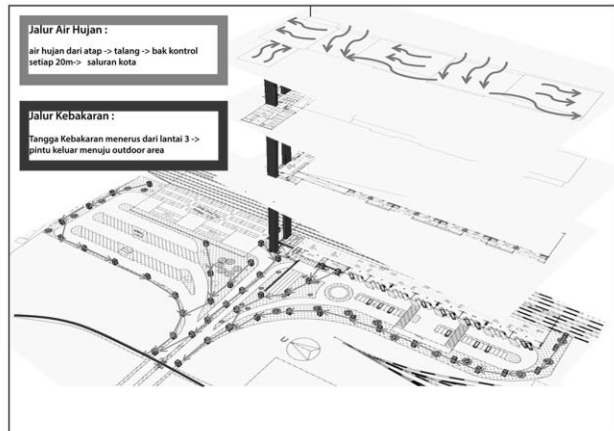 Jalur Air Hujan :
air hujan dari atap -> talang -> bak kontrol
setiap 20m-> saluran kota
Jalur Kebakaran :
Tangga Kebakaran menerus dari lantai 3 ->
pintu keluar menuju outdoor area
U